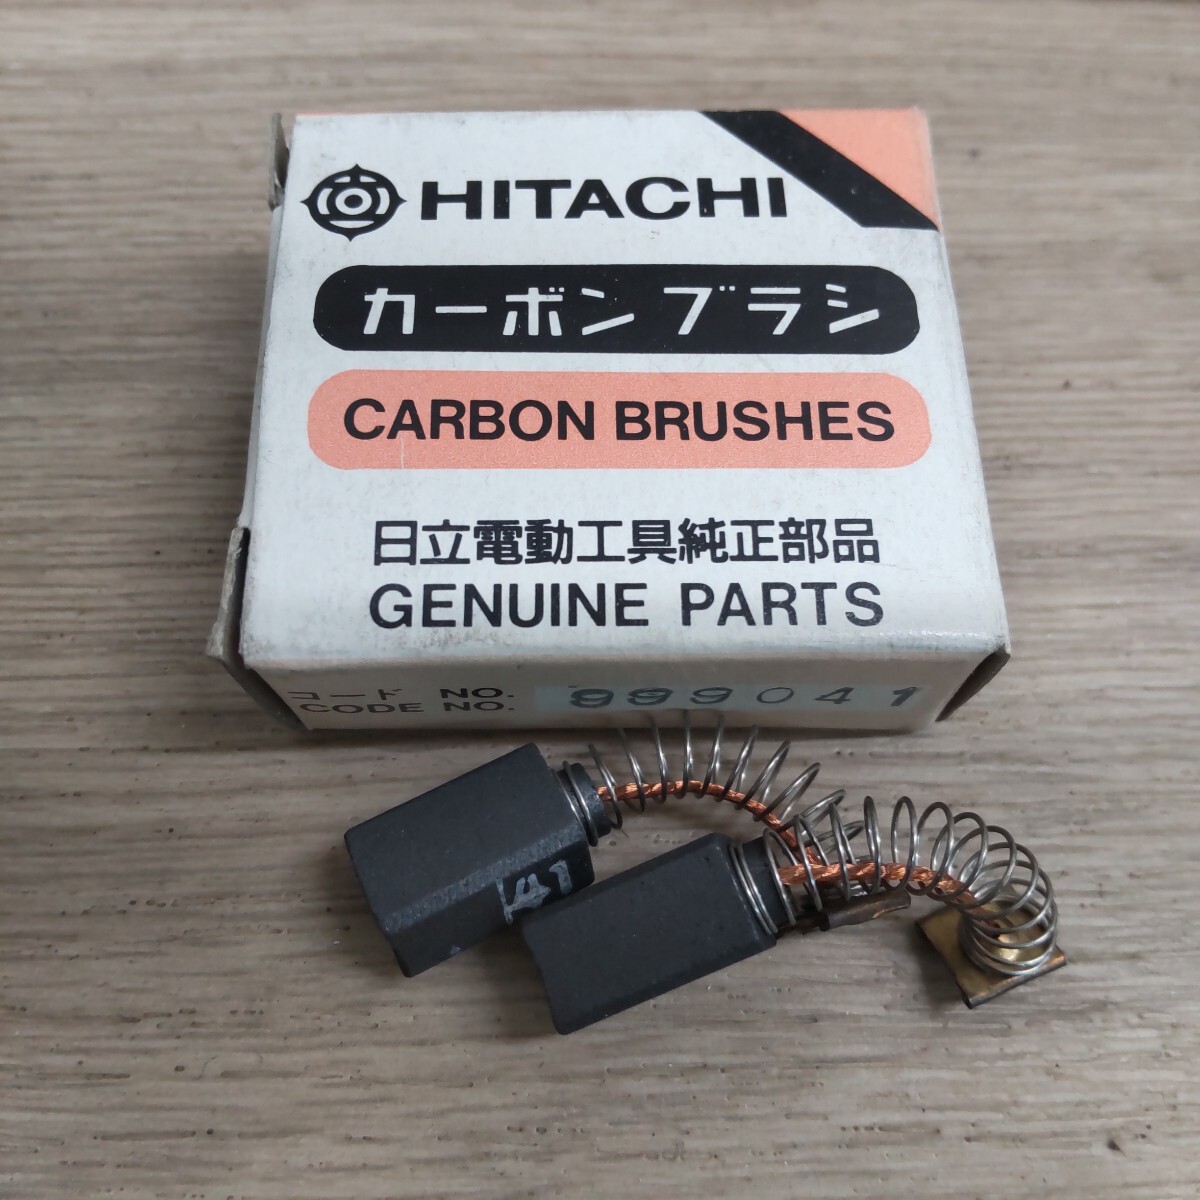 HITACHI
カーボンブラシ
CARBON BRUSHES
日立電動工具純正部品
GENUINE PARTS
コード NO.
CODE NO. 999041
41